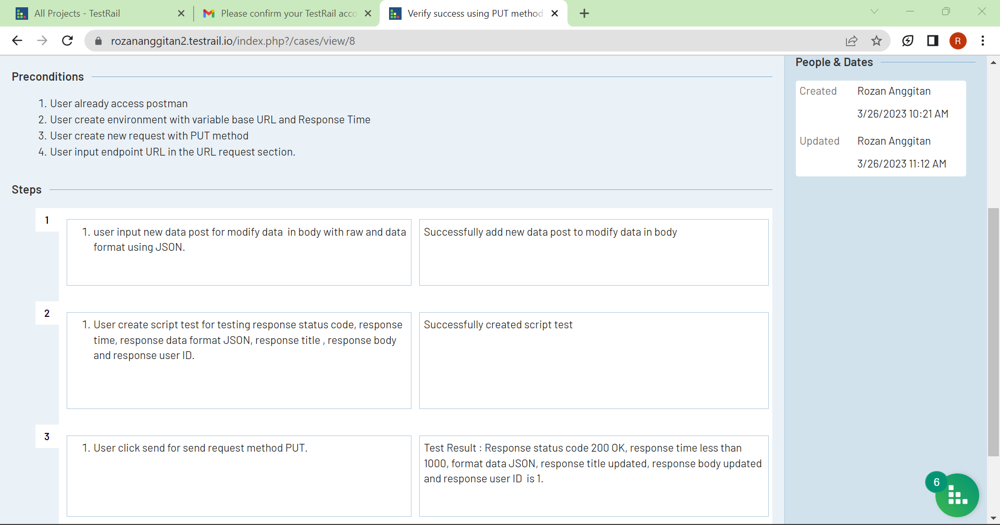 All Projects - TestRail
Please confirm your TestRail acco
Verify success using PUT method
rozananggitan2.testrail.io/index.php?/cases/view/8
R
Preconditions
1. User already access postman
2. User create environment with variable base URL and Response Time
3. User create new request with PUT method
4. User input endpoint URL in the URL request section.
Steps
1
1. user input new data post for modify data  in body with raw and data
format using JSON.
Successfully add new data post to modify data in body
2
1. User create script test for testing response status code, response
time, response data format JSON, response title , response body
and response user ID.
Successfully created script test
3
1. User click send for send request method PUT.
Test Result : Response status code 200 OK, response time less than
1000, format data JSON, response title updated, response body updated
and response user ID  is 1.
People & Dates
Created
Rozan Anggitan
3/26/2023 10:21 AM
Updated
Rozan Anggitan
3/26/2023 11:12 AM
6